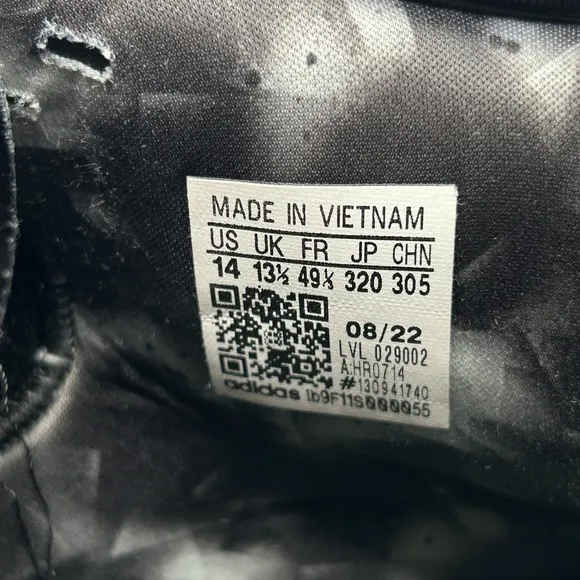 MADE IN VIETNAM
US UK FR JP CHN
14 13½ 49⅓ 320 305
08/22
LVL 029002
A:HR0714
#130941740
adidas lb9F11S000055